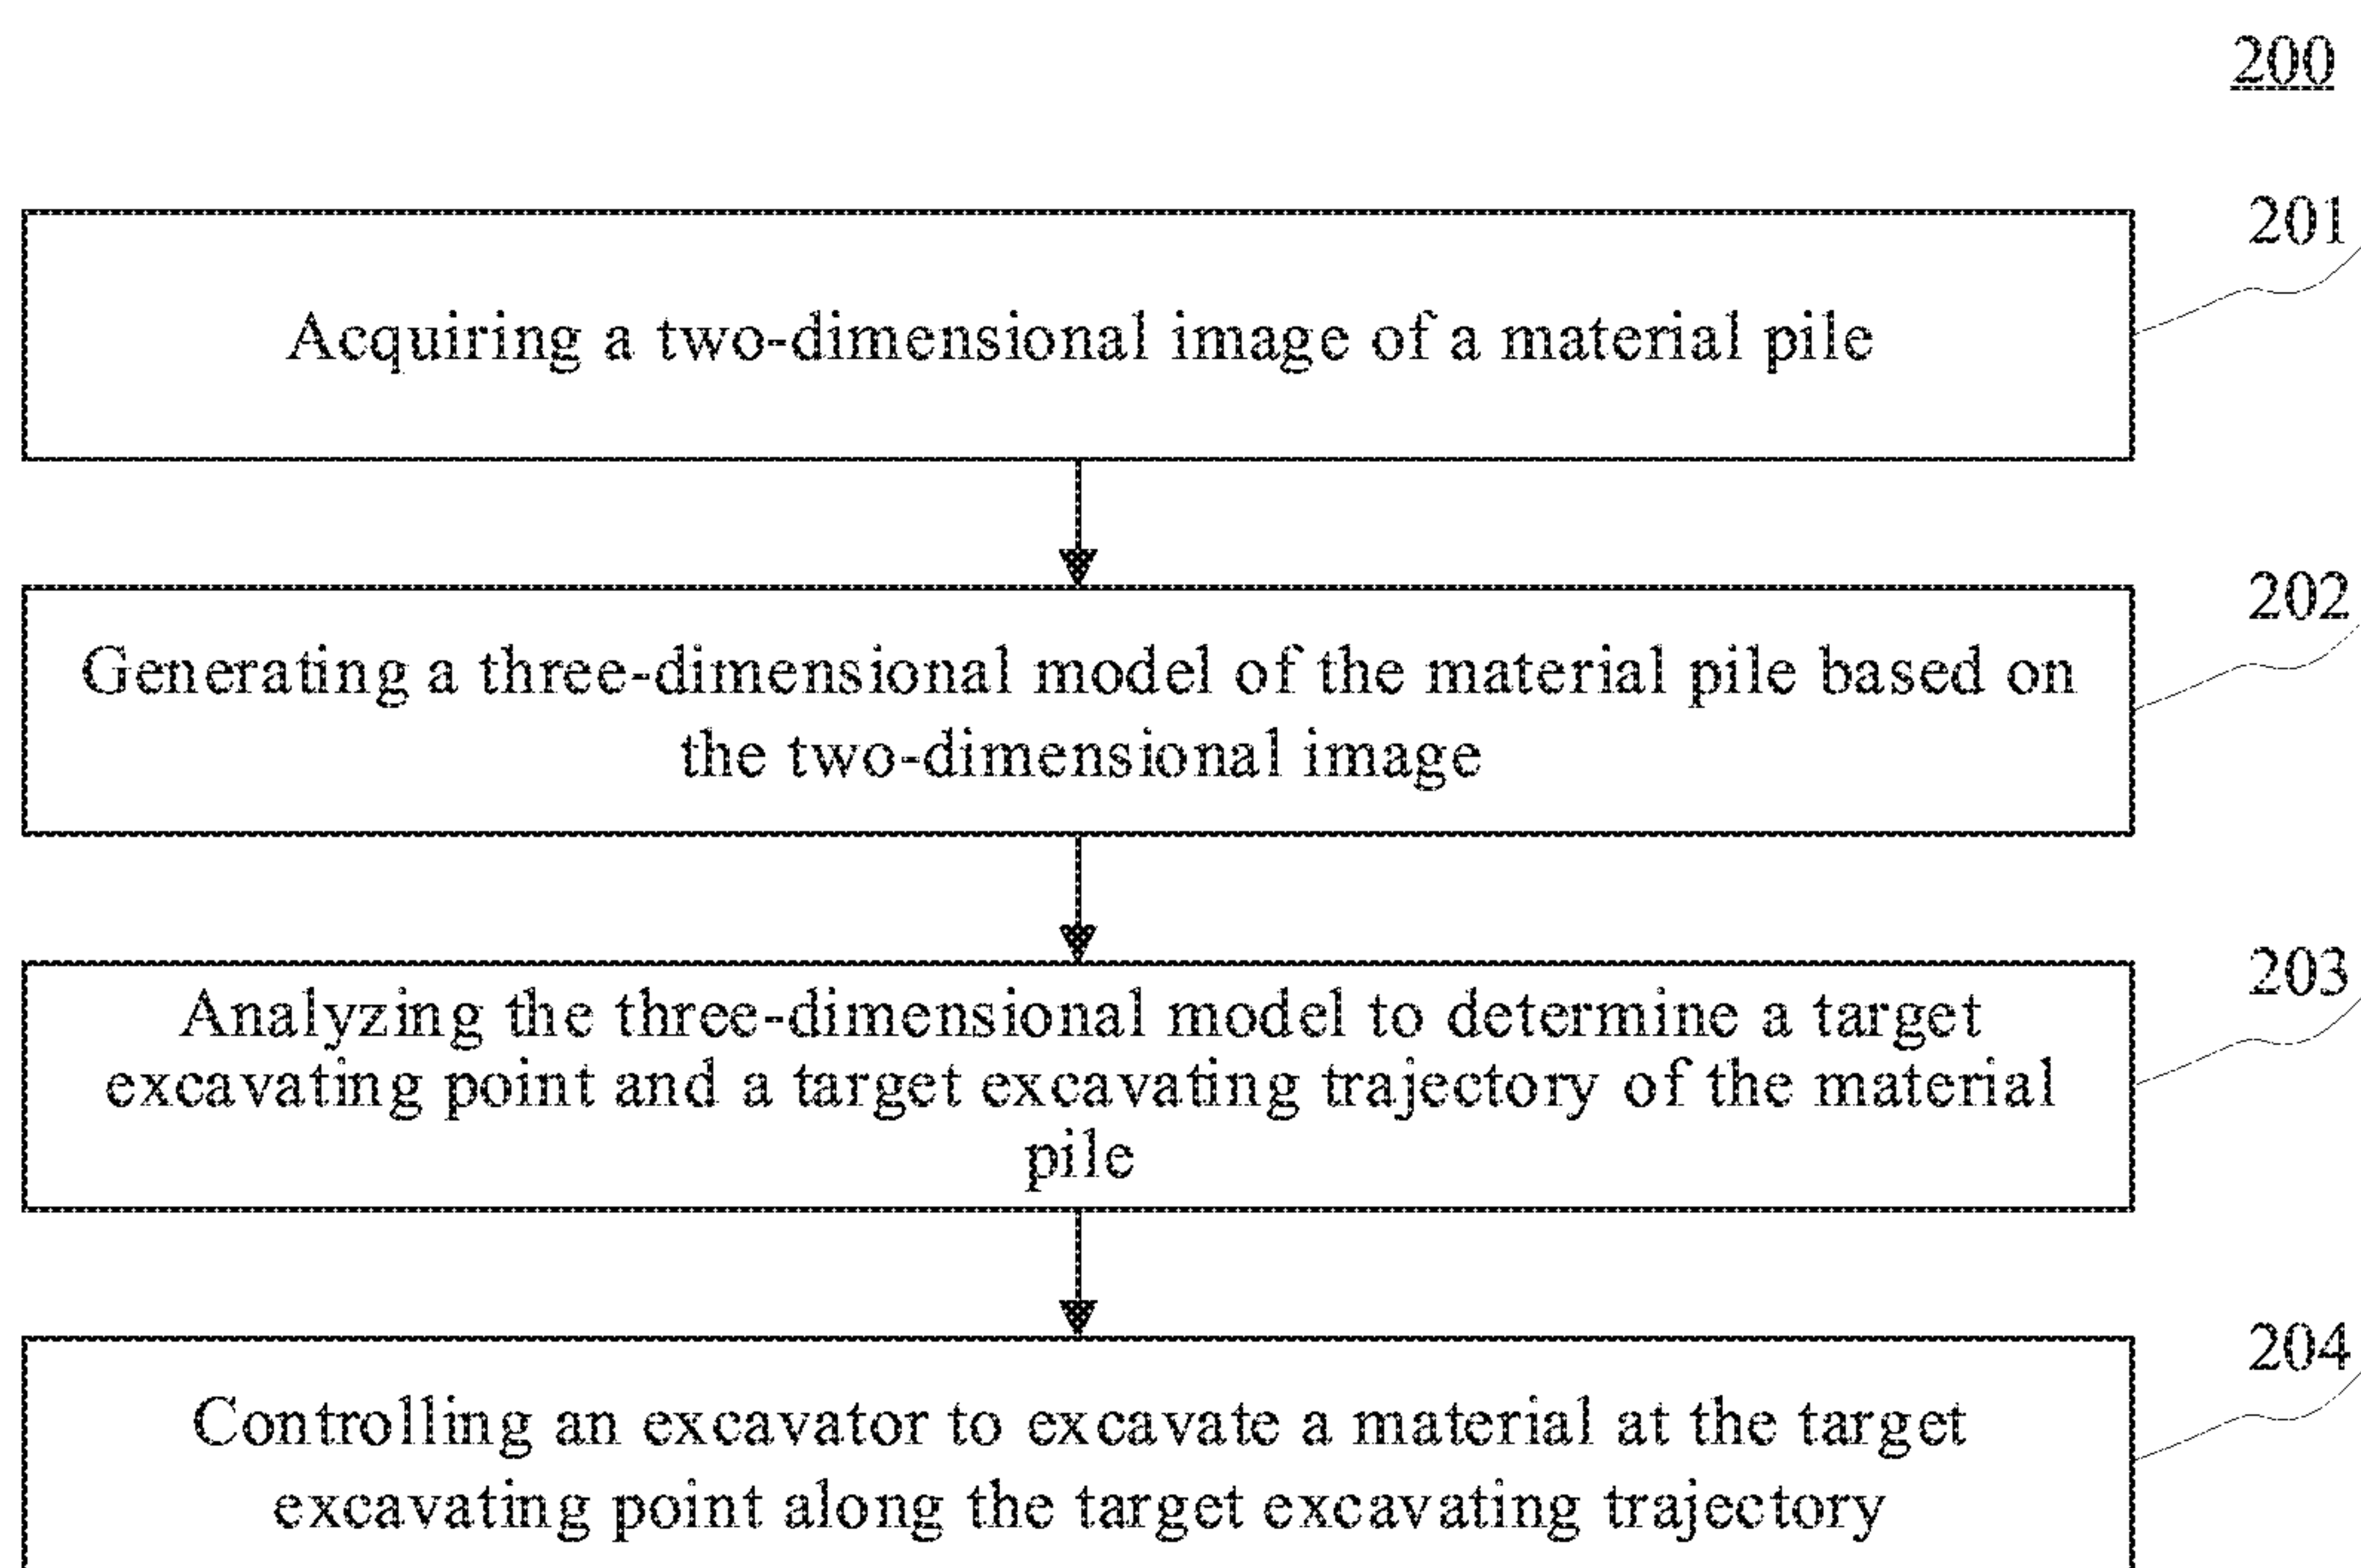 200
201
Acquiring a two-dimensional image of a material pile
202
Generating a three-dimensional model of the material pile based on
the two-dimensional image
203
Analyzing the three-dimensional model to determine a target
excavating point and a target excavating trajectory of the material
pile
204
Controlling an excavator to excavate a material at the target
excavating point along the target excavating trajectory